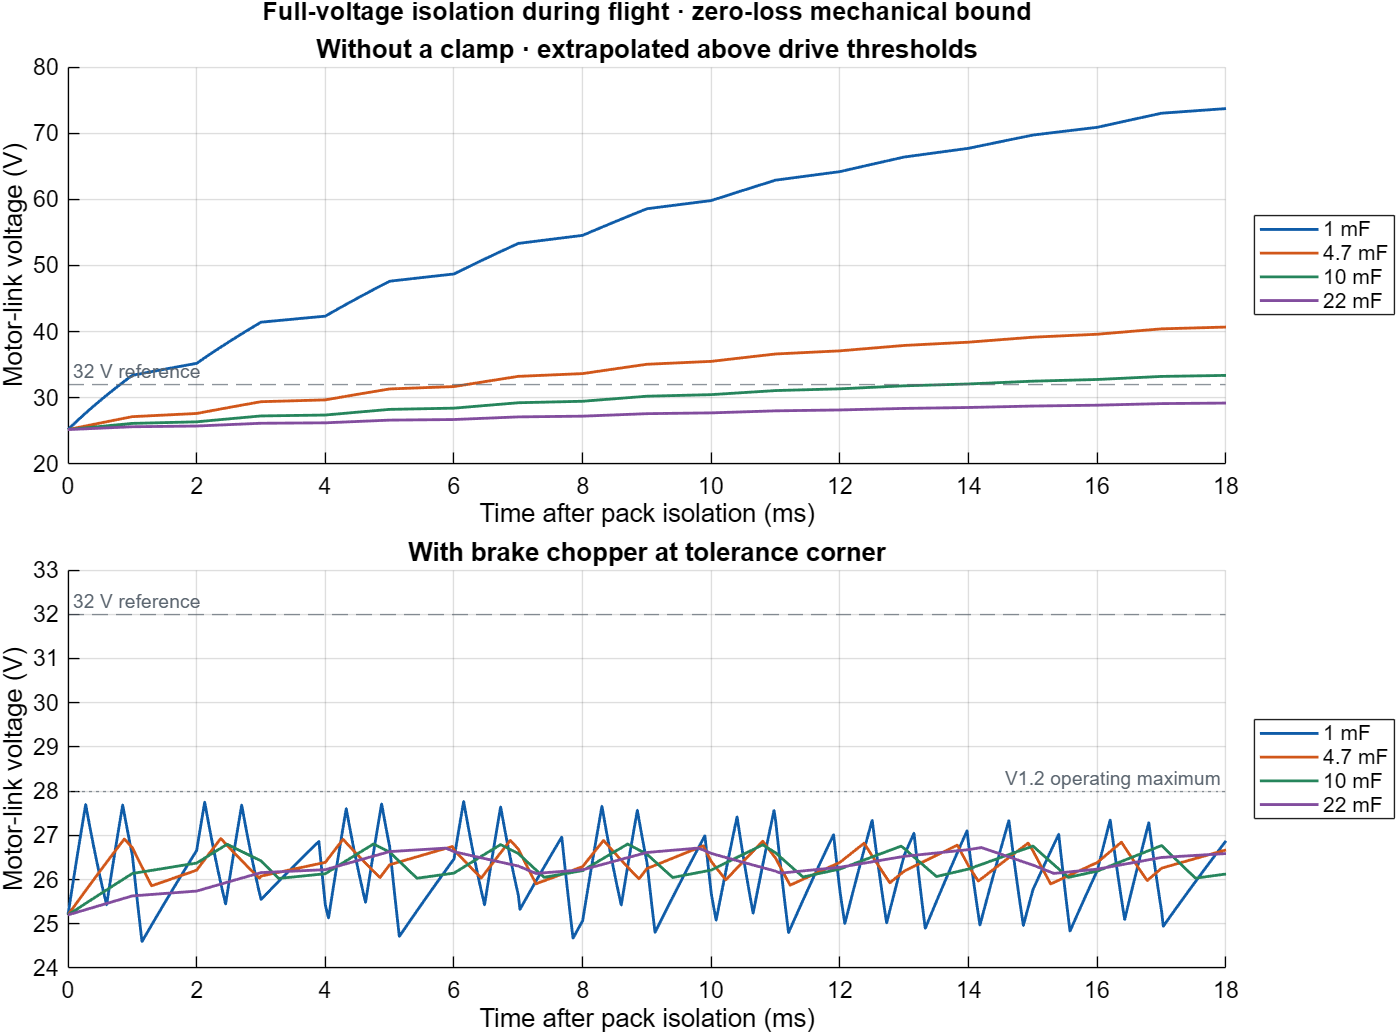 Full-voltage isolation during flight · zero-loss mechanical bound
Without a clamp · extrapolated above drive thresholds
Motor-link voltage (V)
80
70
60
50
40
30
20
32 V reference
0 2 4 6 8 10 12 14 16 18
Time after pack isolation (ms)
1 mF
4.7 mF
10 mF
22 mF
With brake chopper at tolerance corner
Motor-link voltage (V)
33
32
31
30
29
28
27
26
25
24
32 V reference
V1.2 operating maximum
0 2 4 6 8 10 12 14 16 18
Time after pack isolation (ms)
1 mF
4.7 mF
10 mF
22 mF